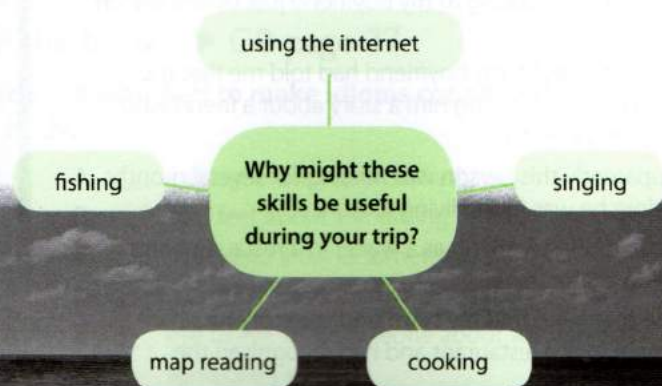 using the internet
fishing
Why might these
skills be useful
during your trip?
singing
map reading
cooking